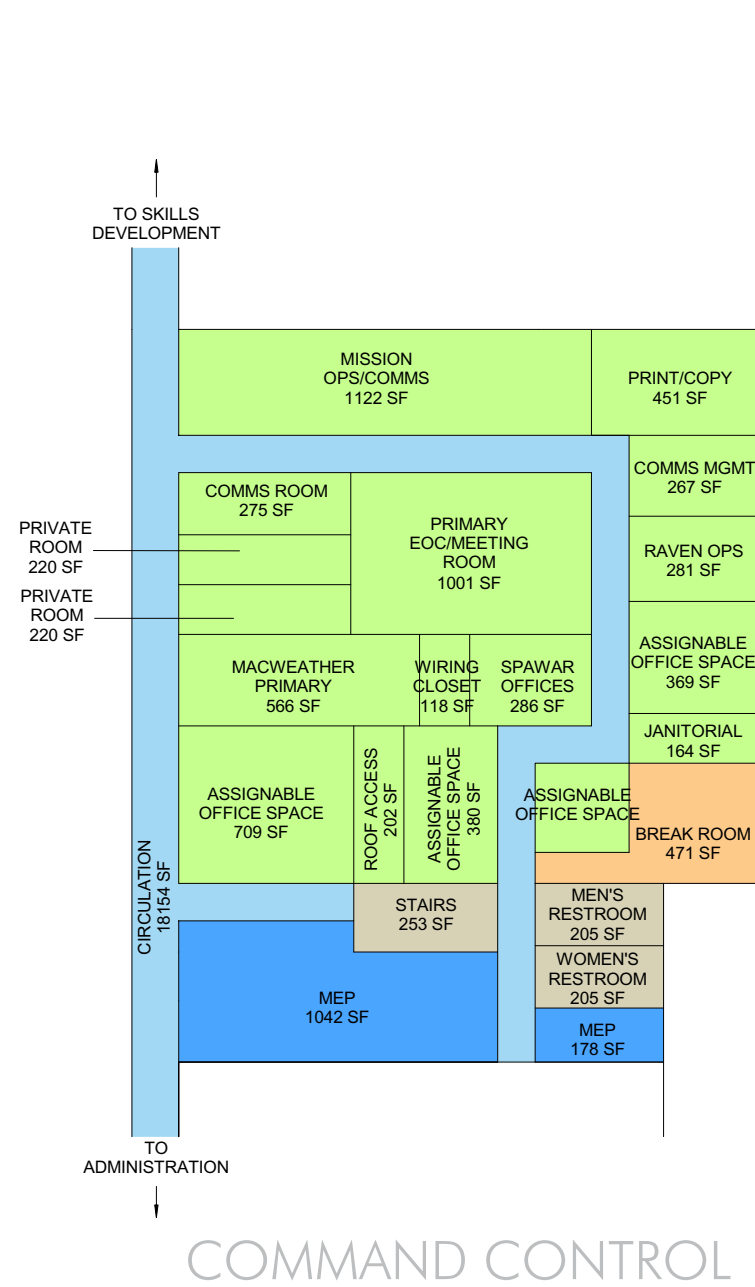 TO SKILLS
DEVELOPMENT
MISSION
OPS/COMMS
1122 SF
PRINT/COPY
451 SF
COMMS MGMT
267 SF
COMMS ROOM
275 SF
PRIVATE
ROOM
220 SF
PRIMARY
EOC/MEETING
ROOM
1001 SF
RAVEN OPS
281 SF
PRIVATE
ROOM
220 SF
MACWEATHER
PRIMARY
566 SF
WIRING
CLOSET
118 SF
SPAWAR
OFFICES
286 SF
ASSIGNABLE
OFFICE SPACE
369 SF
JANITORIAL
164 SF
ASSIGNABLE
OFFICE SPACE
709 SF
ROOF ACCESS
202 SF
ASSIGNABLE
OFFICE SPACE
380 SF
ASSIGNABLE
OFFICE SPACE
BREAK ROOM
471 SF
CIRCULATION
18154 SF
STAIRS
253 SF
MEN'S
RESTROOM
205 SF
WOMEN'S
RESTROOM
205 SF
MEP
1042 SF
MEP
178 SF
TO
ADMINISTRATION
COMMAND CONTROL